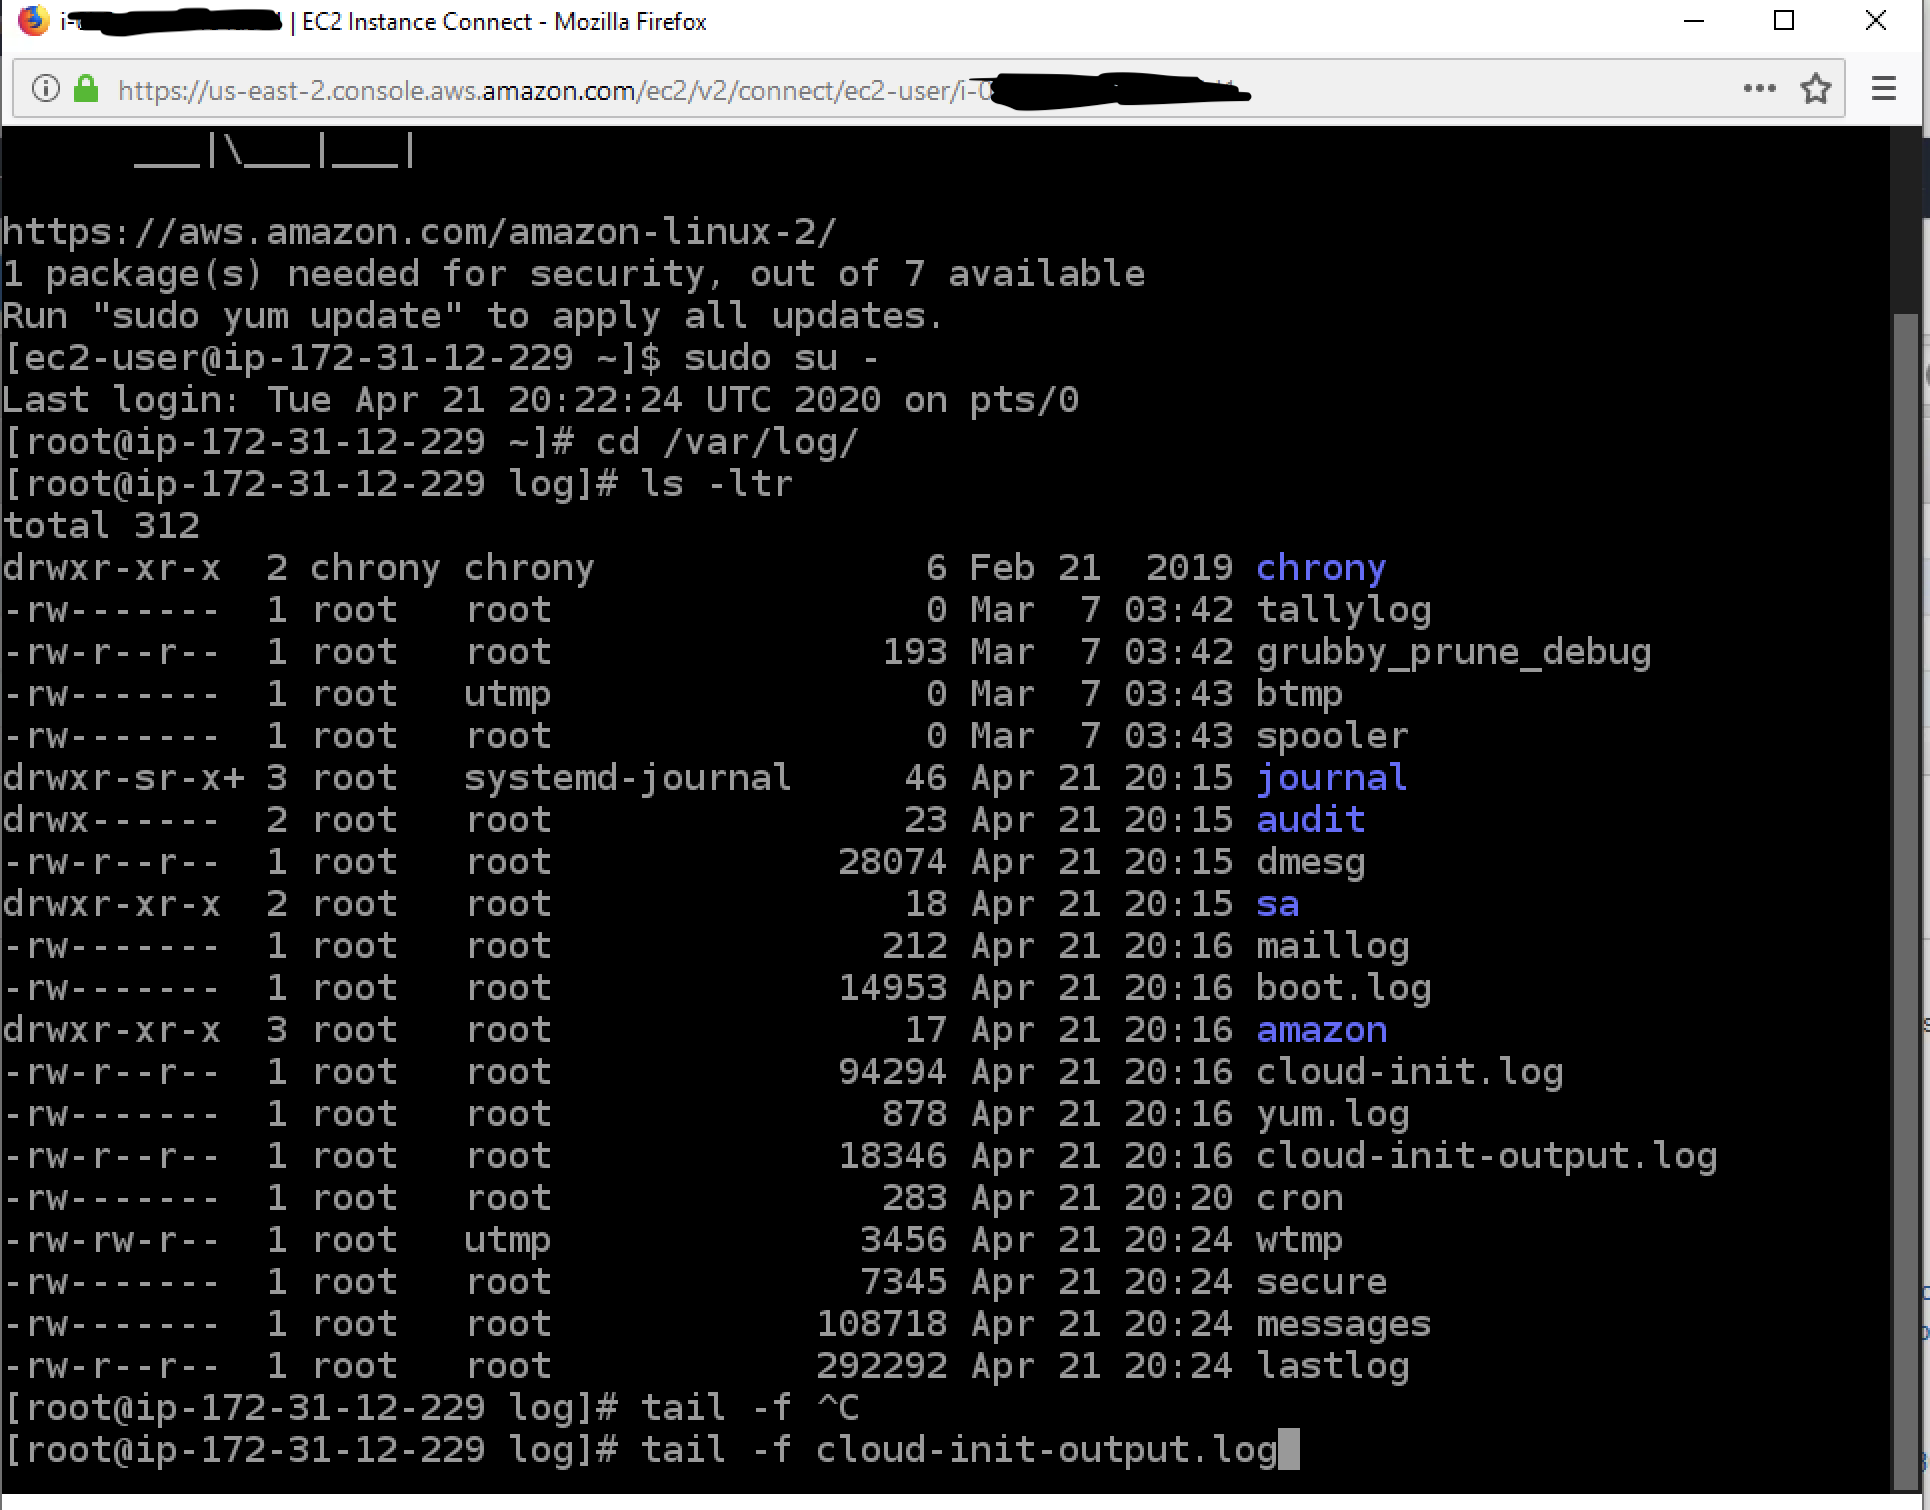 i- | EC2 Instance Connect - Mozilla Firefox
https://us-east-2.console.aws.amazon.com/ec2/v2/connect/ec2-user/i-0
___|\___|___|
https://aws.amazon.com/amazon-linux-2/
1 package(s) needed for security, out of 7 available
Run "sudo yum update" to apply all updates.
[ec2-user@ip-172-31-12-229 ~]$ sudo su -
Last login: Tue Apr 21 20:22:24 UTC 2020 on pts/0
[root@ip-172-31-12-229 ~]# cd /var/log/
[root@ip-172-31-12-229 log]# ls -ltr
total 312
drwxr-xr-x  2 chrony chrony               6 Feb 21  2019 chrony
-rw-------  1 root   root                 0 Mar  7 03:42 tallylog
-rw-r--r--  1 root   root               193 Mar  7 03:42 grubby_prune_debug
-rw-------  1 root   utmp                 0 Mar  7 03:43 btmp
-rw-------  1 root   root                 0 Mar  7 03:43 spooler
drwxr-sr-x+ 3 root   systemd-journal     46 Apr 21 20:15 journal
drwx------  2 root   root                23 Apr 21 20:15 audit
-rw-r--r--  1 root   root             28074 Apr 21 20:15 dmesg
drwxr-xr-x  2 root   root                18 Apr 21 20:15 sa
-rw-------  1 root   root               212 Apr 21 20:16 maillog
-rw-------  1 root   root             14953 Apr 21 20:16 boot.log
drwxr-xr-x  3 root   root                17 Apr 21 20:16 amazon
-rw-r--r--  1 root   root             94294 Apr 21 20:16 cloud-init.log
-rw-------  1 root   root               878 Apr 21 20:16 yum.log
-rw-r--r--  1 root   root             18346 Apr 21 20:16 cloud-init-output.log
-rw-------  1 root   root               283 Apr 21 20:20 cron
-rw-rw-r--  1 root   utmp              3456 Apr 21 20:24 wtmp
-rw-------  1 root   root              7345 Apr 21 20:24 secure
-rw-------  1 root   root            108718 Apr 21 20:24 messages
-rw-r--r--  1 root   root            292292 Apr 21 20:24 lastlog
[root@ip-172-31-12-229 log]# tail -f ^C
[root@ip-172-31-12-229 log]# tail -f cloud-init-output.log